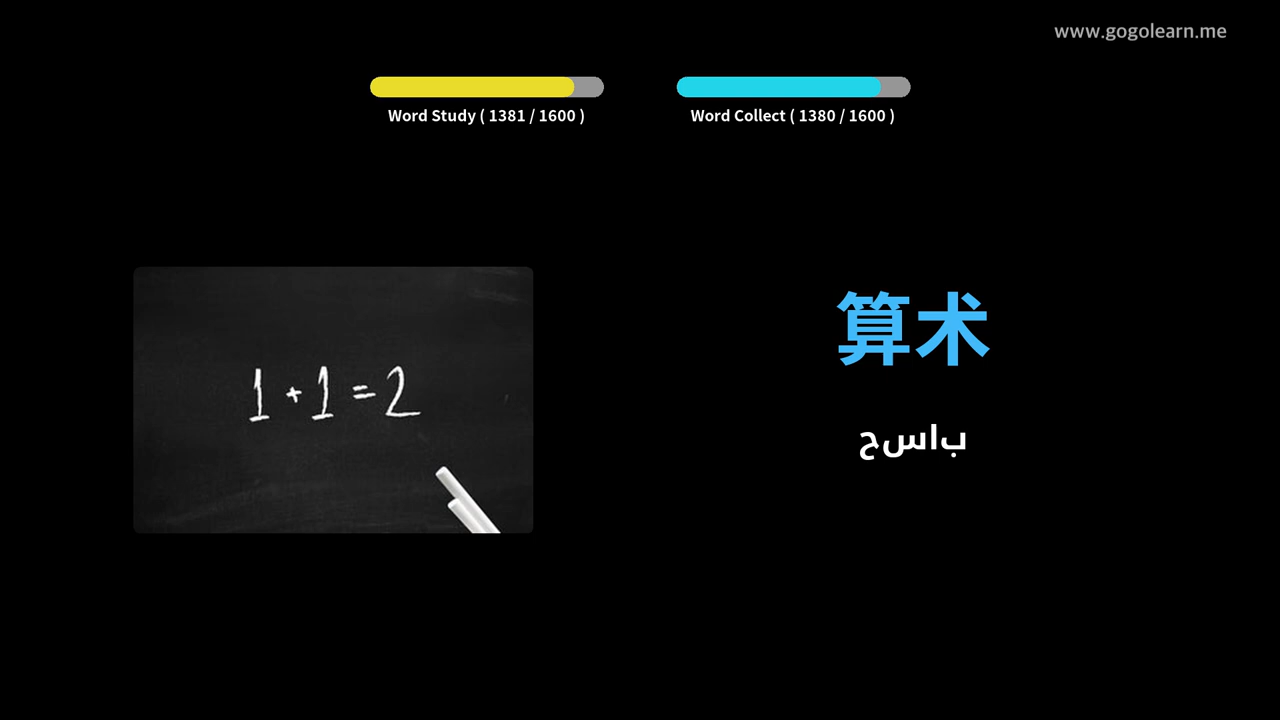 www.gogolearn.me
Word Study ( 1381 / 1600 )
Word Collect ( 1380 / 1600 )
1 + 1 = 2
算术
باسح